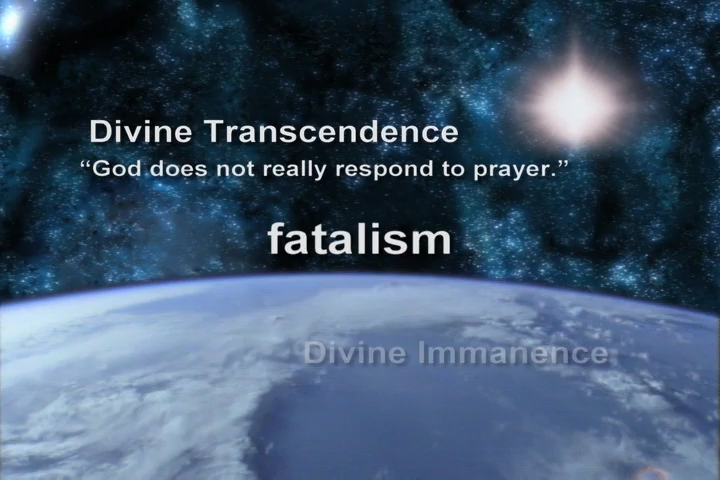 Divine Transcendence
“God does not really respond to prayer.”
fatalism
Divine Immanence